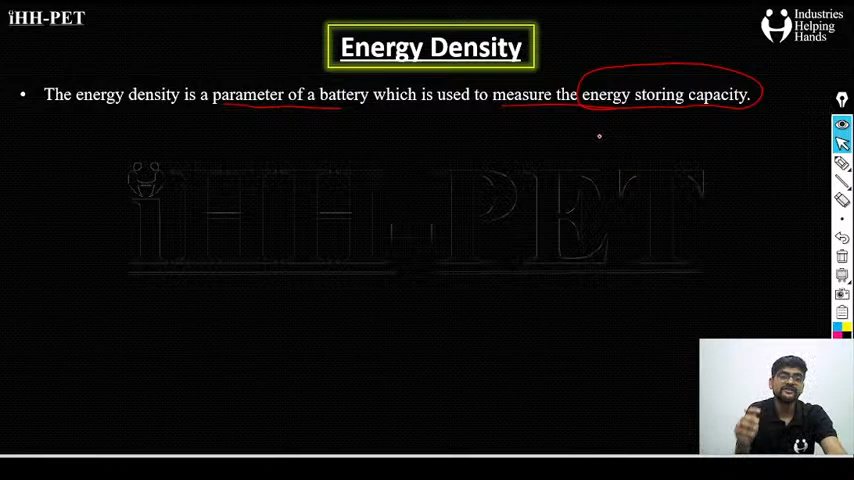 iHH-PET
Industries
Helping
Hands
Energy Density
• The energy density is a parameter of a battery which is used to measure the energy storing capacity.
iHH-PET